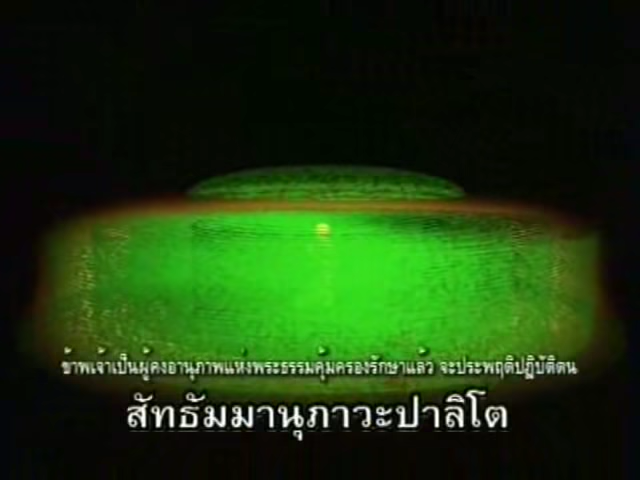 ข้าพเจ้าเป็นผู้คงอานุภาพแห่งพระธรรมคุ้มครองรักษาแล้ว จะประพฤติปฏิบัติตน
สัทธัมมานุภาวะปาลิโต